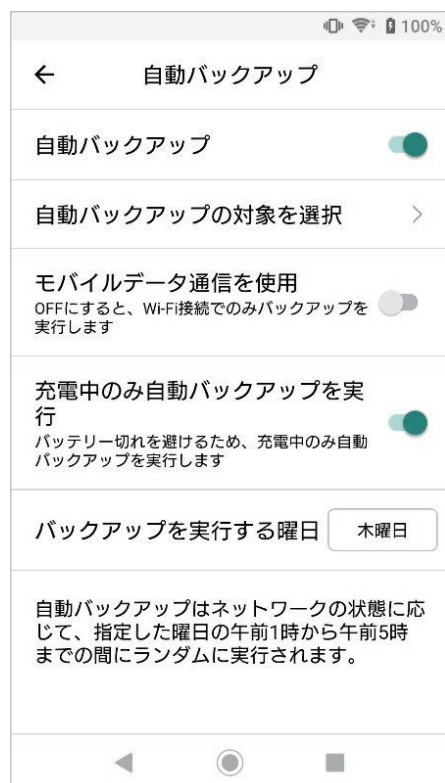 100%
自動バックアップ
自動バックアップ
自動バックアップの対象を選択
モバイルデータ通信を使用
OFFにすると、Wi-Fi接続でのみバックアップを
実行します
充電中のみ自動バックアップを実
行
バッテリー切れを避けるため、充電中のみ自動
バックアップを実行します
バックアップを実行する曜日 木曜日
自動バックアップはネットワークの状態に応
じて、指定した曜日の午前1時から午前5時
までの間にランダムに実行されます。